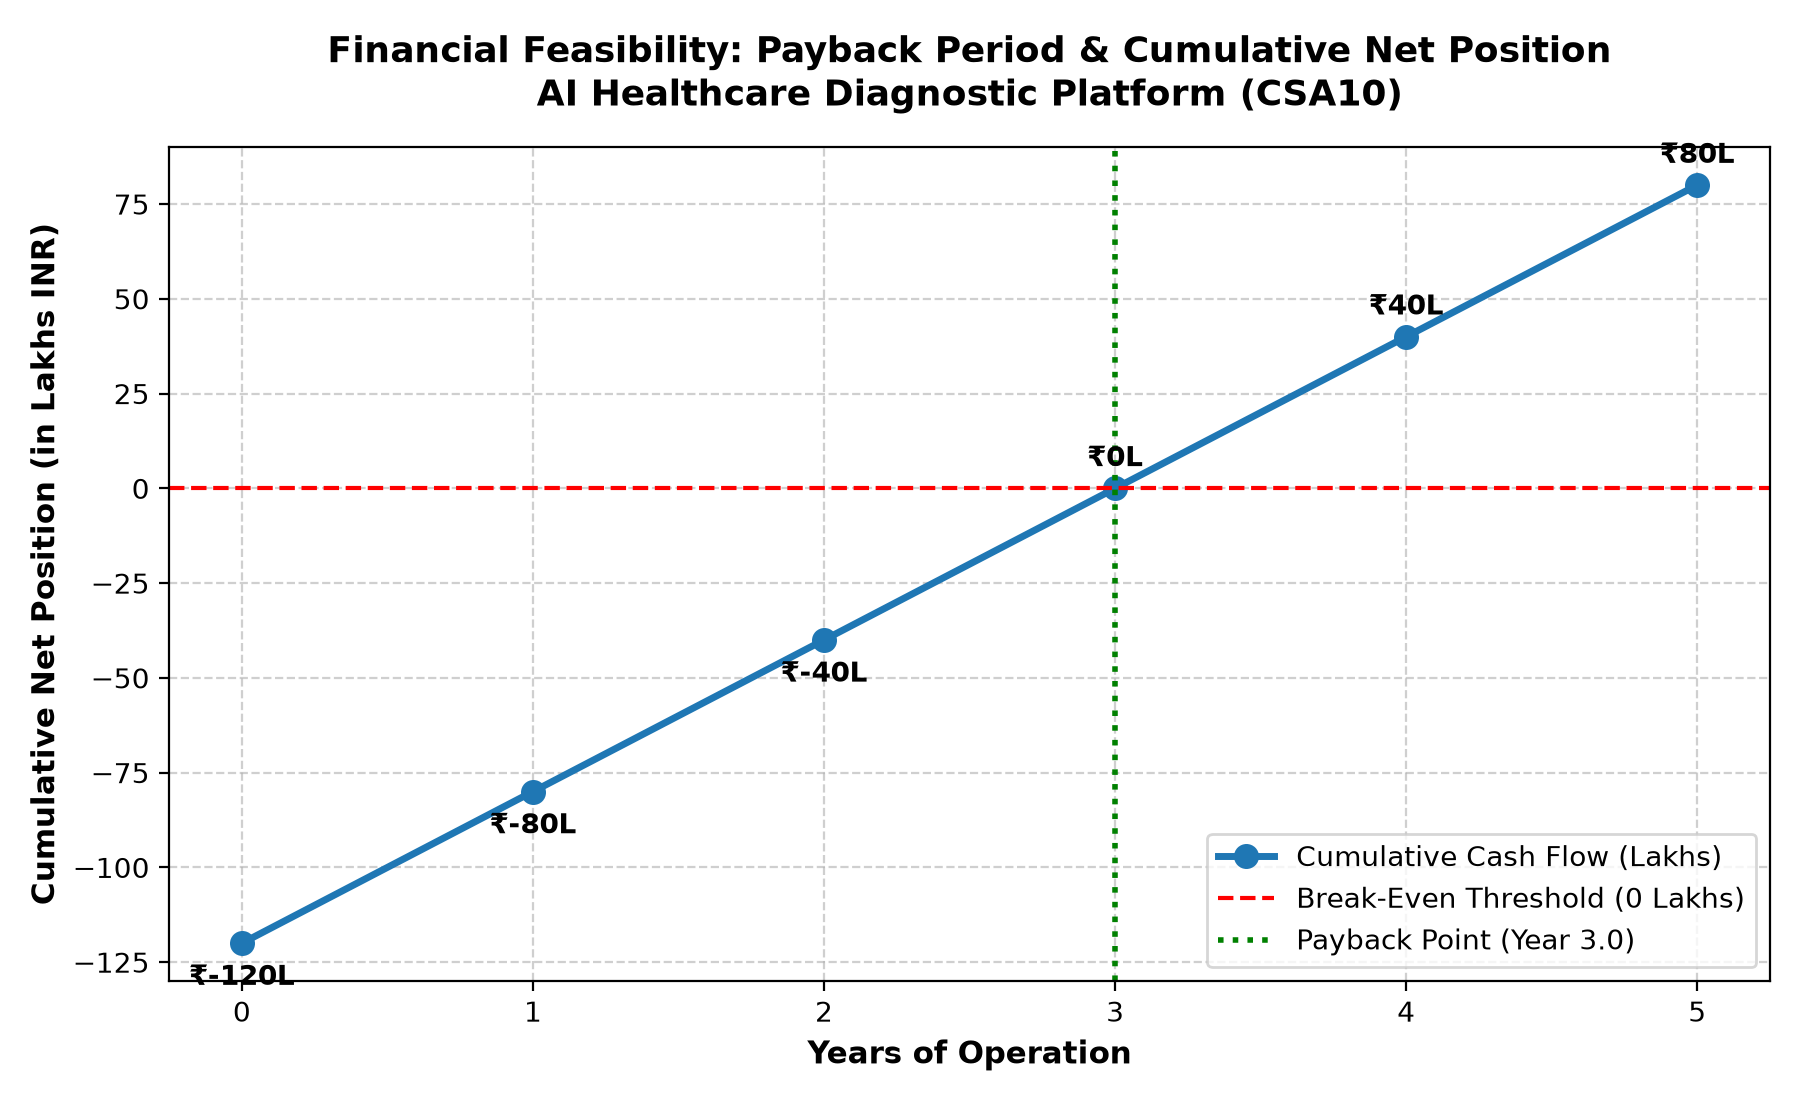 Financial Feasibility: Payback Period & Cumulative Net Position
AI Healthcare Diagnostic Platform (CSA10)
Cumulative Net Position (in Lakhs INR)
75
50
25
0
−25
−50
−75
−100
−125
₹-120L
₹-80L
₹-40L
₹0L
₹40L
₹80L
Cumulative Cash Flow (Lakhs)
Break-Even Threshold (0 Lakhs)
Payback Point (Year 3.0)
0 1 2 3 4 5
Years of Operation